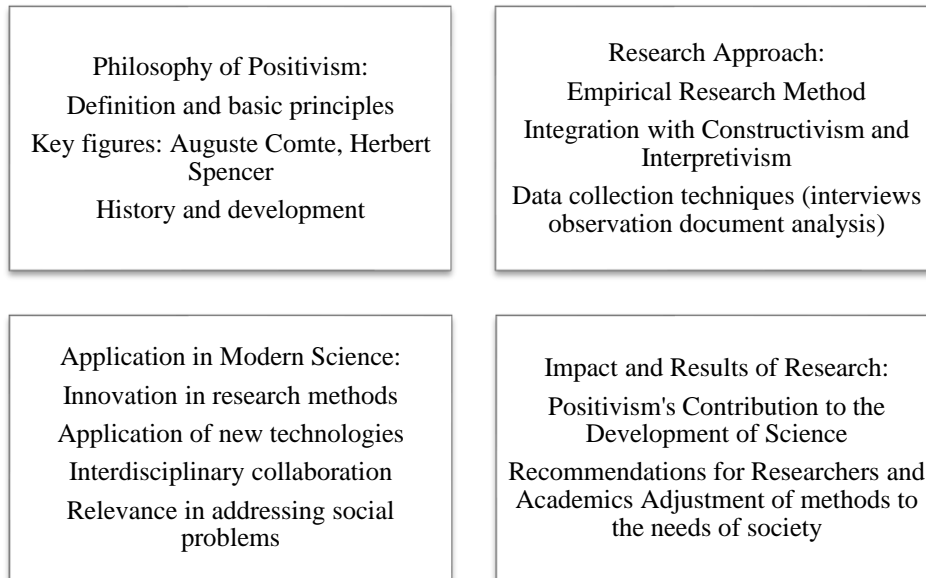 Philosophy of Positivism:
Definition and basic principles
Key figures: Auguste Comte, Herbert
Spencer
History and development
Research Approach:
Empirical Research Method
Integration with Constructivism and
Interpretivism
Data collection techniques (interviews
observation document analysis)
Application in Modern Science:
Innovation in research methods
Application of new technologies
Interdisciplinary collaboration
Relevance in addressing social
problems
Impact and Results of Research:
Positivism's Contribution to the
Development of Science
Recommendations for Researchers and
Academics Adjustment of methods to
the needs of society